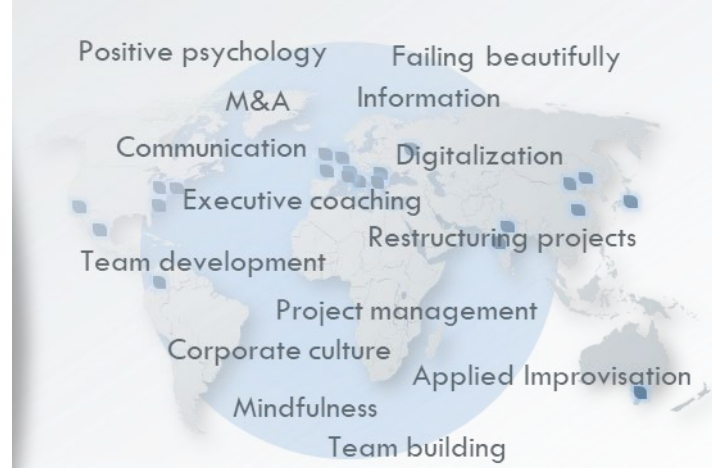 Positive psychology
Failing beautifully
M&A
Information
Communication
Digitalization
Executive coaching
Restructuring projects
Team development
Project management
Corporate culture
Applied Improvisation
Mindfulness
Team building